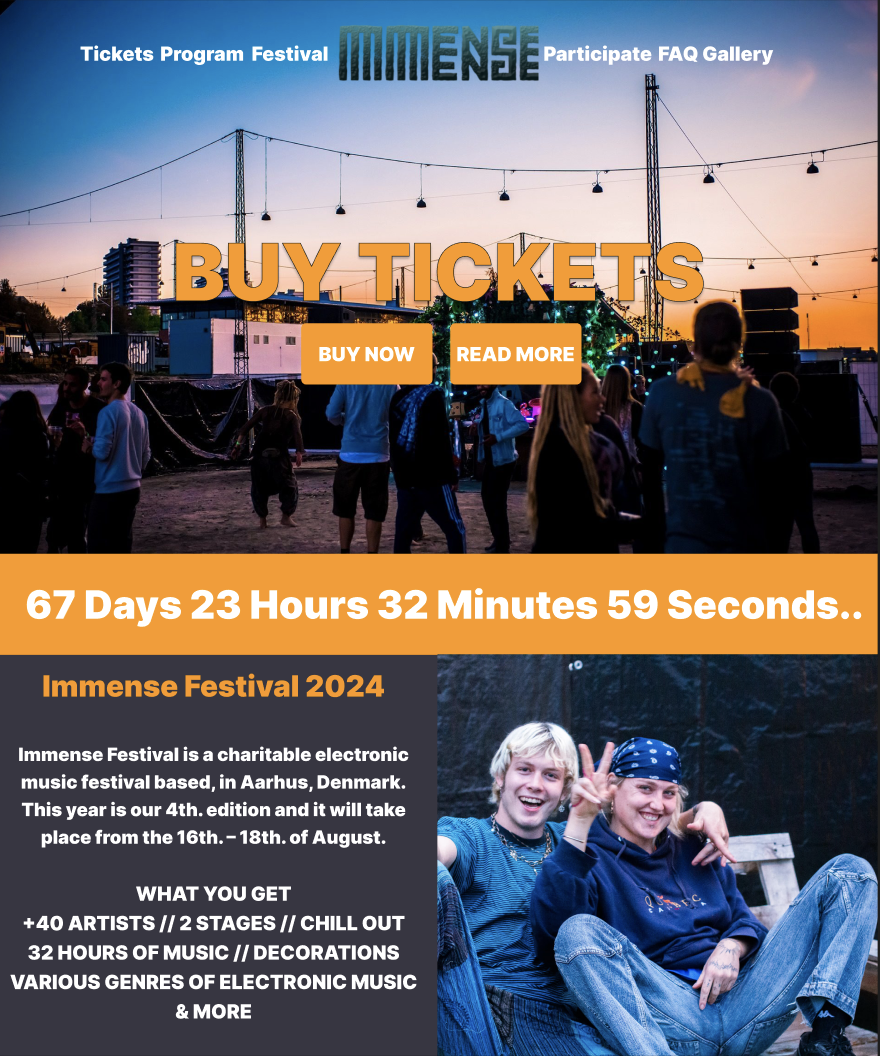 Tickets Program Festival IMMENSE Participate FAQ Gallery
BUY TICKETS
BUY NOW READ MORE
67 Days 23 Hours 32 Minutes 59 Seconds..
Immense Festival 2024
Immense Festival is a charitable electronic
music festival based, in Aarhus, Denmark.
This year is our 4th. edition and it will take
place from the 16th. – 18th. of August.
WHAT YOU GET
+40 ARTISTS // 2 STAGES // CHILL OUT
32 HOURS OF MUSIC // DECORATIONS
VARIOUS GENRES OF ELECTRONIC MUSIC
& MORE